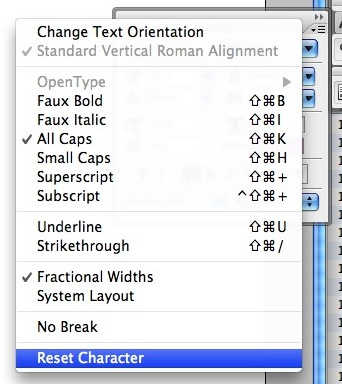 Change Text Orientation
✓ Standard Vertical Roman Alignment
OpenType ▶
Faux Bold ⇧⌘B
Faux Italic ⇧⌘I
✓ All Caps ⇧⌘K
Small Caps ⇧⌘H
Superscript ⇧⌘+
Subscript ^⇧⌘+
Underline ⇧⌘U
Strikethrough ⇧⌘/
✓ Fractional Widths
System Layout
No Break
Reset Character